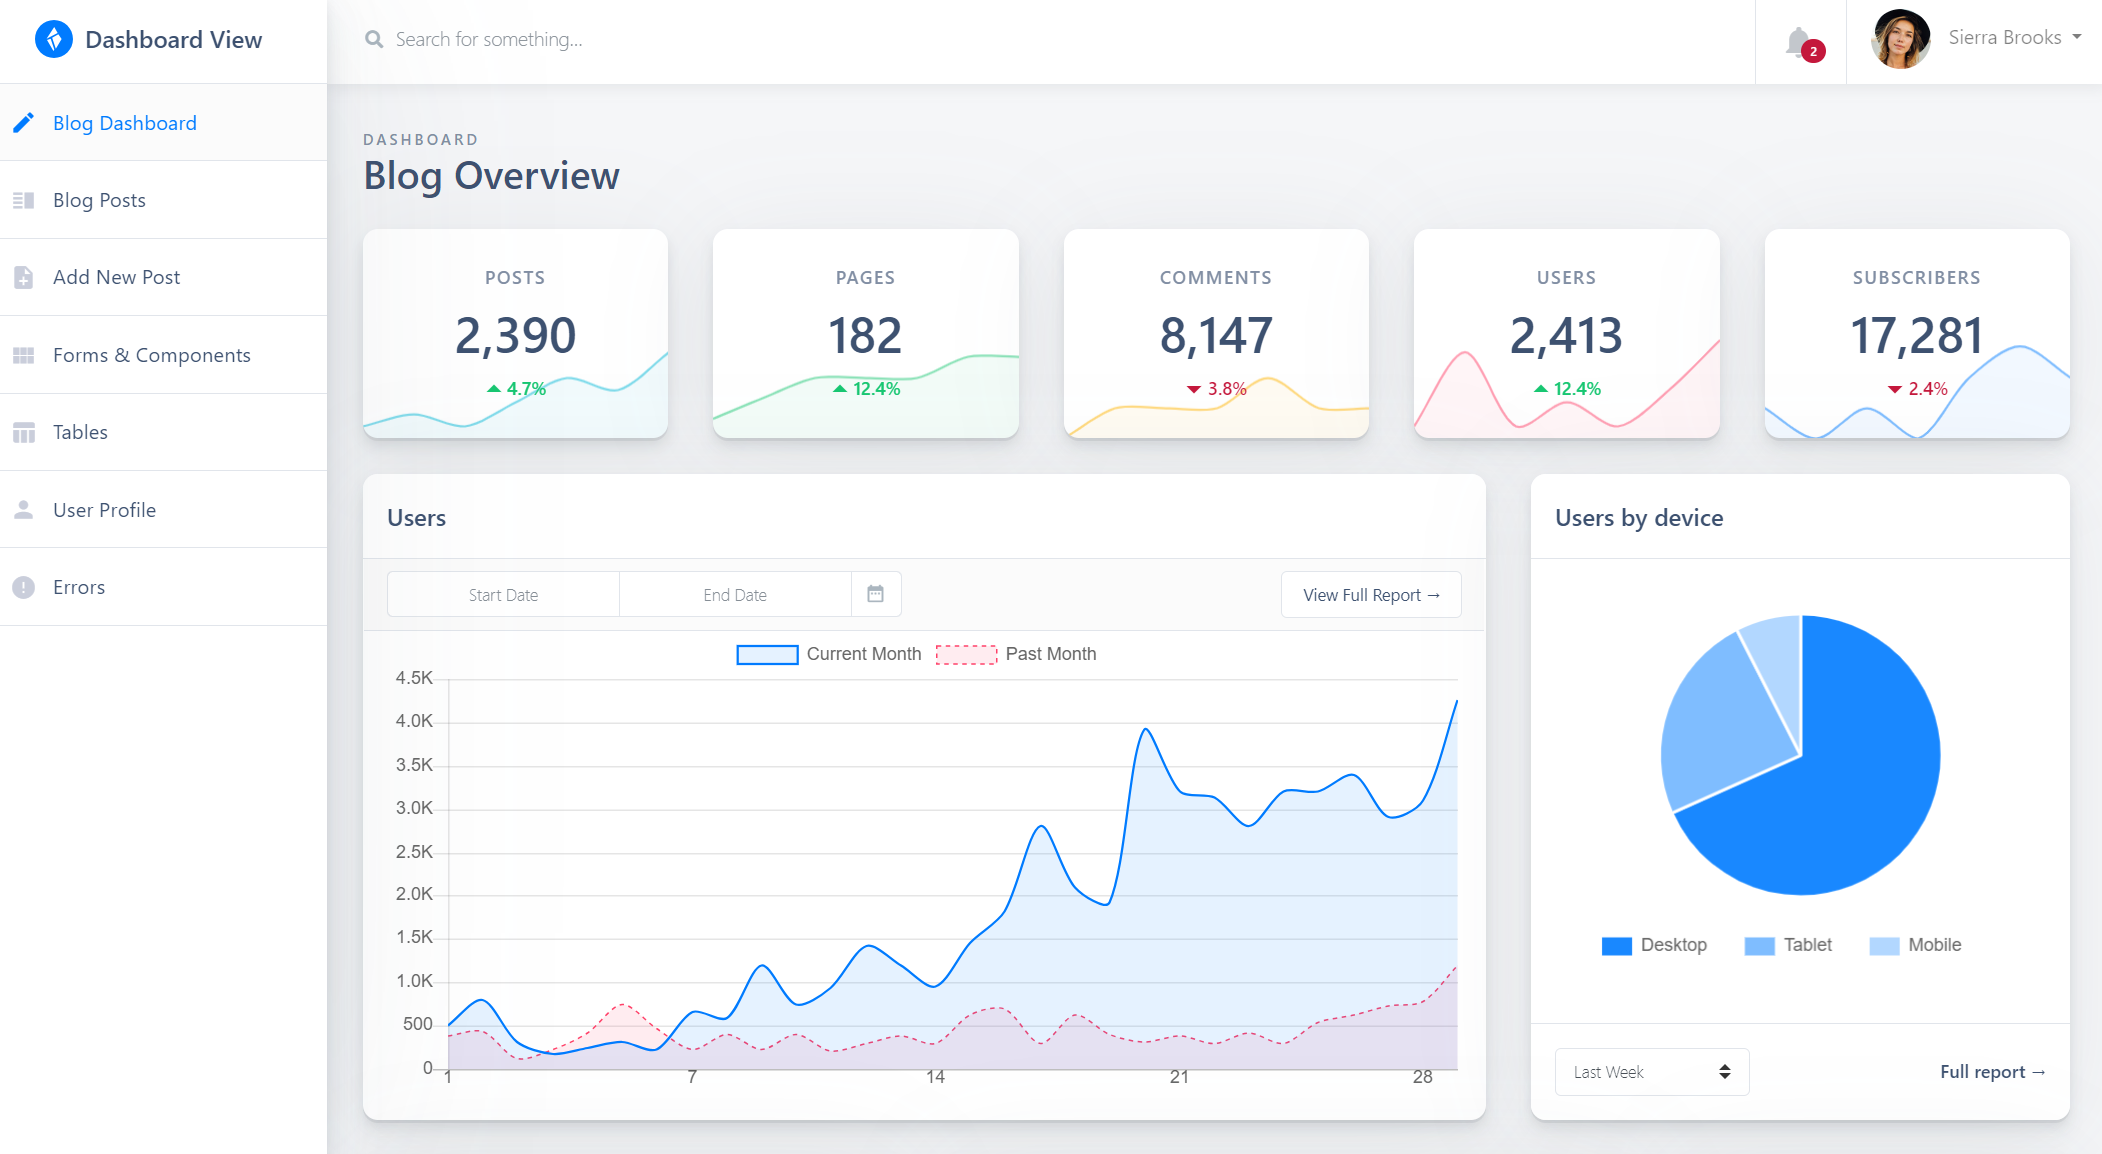 Dashboard View
Search for something...
2
Sierra Brooks
Blog Dashboard
Blog Posts
Add New Post
Forms & Components
Tables
User Profile
Errors
DASHBOARD
Blog Overview
POSTS
2,390
4.7%
PAGES
182
12.4%
COMMENTS
8,147
3.8%
USERS
2,413
12.4%
SUBSCRIBERS
17,281
2.4%
Users
Start Date
End Date
View Full Report →
Current Month
Past Month
4.5K
4.0K
3.5K
3.0K
2.5K
2.0K
1.5K
1.0K
500
0
1
7
14
21
28
Users by device
Desktop
Tablet
Mobile
Last Week
Full report →